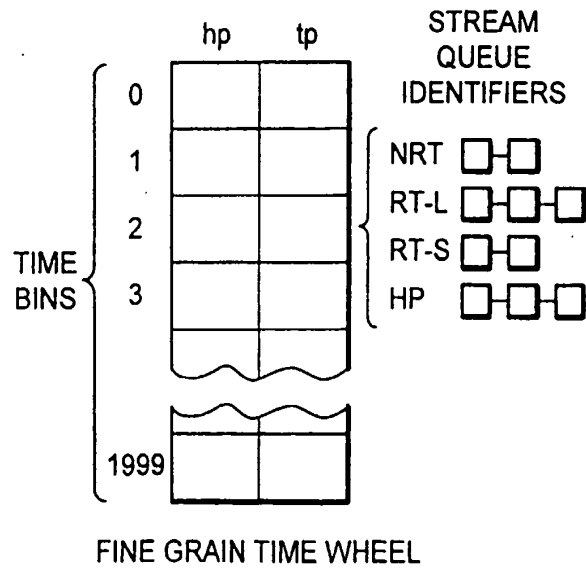 hp tp
STREAM
QUEUE
IDENTIFIERS
TIME
BINS
0
1
2
3
1999
NRT
RT-L
RT-S
HP
FINE GRAIN TIME WHEEL